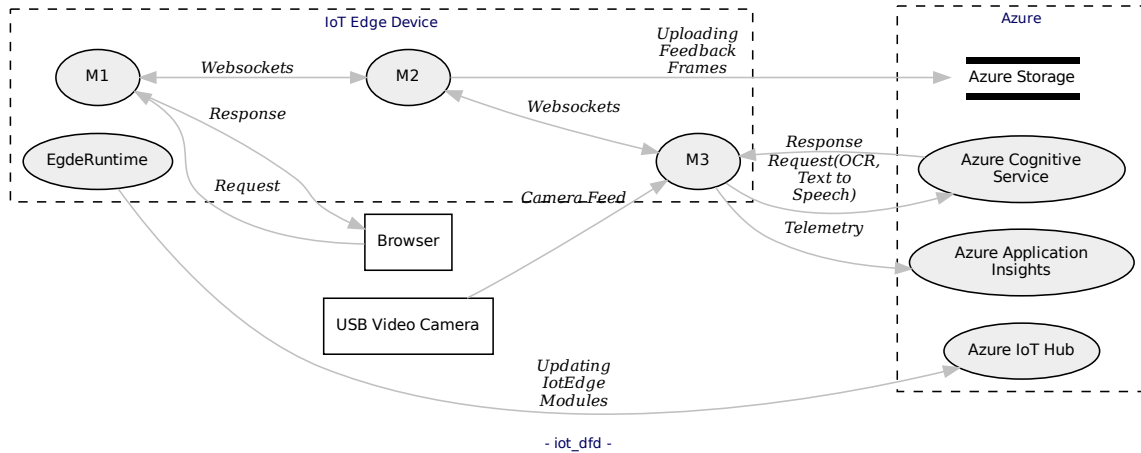 IoT Edge Device
Azure
Uploading
Feedback
Frames
M1
Websockets
M2
Azure Storage
Response
Websockets
EgdeRuntime
M3
Response
Request(OCR,
Text to
Speech)
Azure Cognitive
Service
Request
Camera Feed
Browser
Telemetry
Azure Application
Insights
USB Video Camera
Azure IoT Hub
Updating
IotEdge
Modules
- iot_dfd -